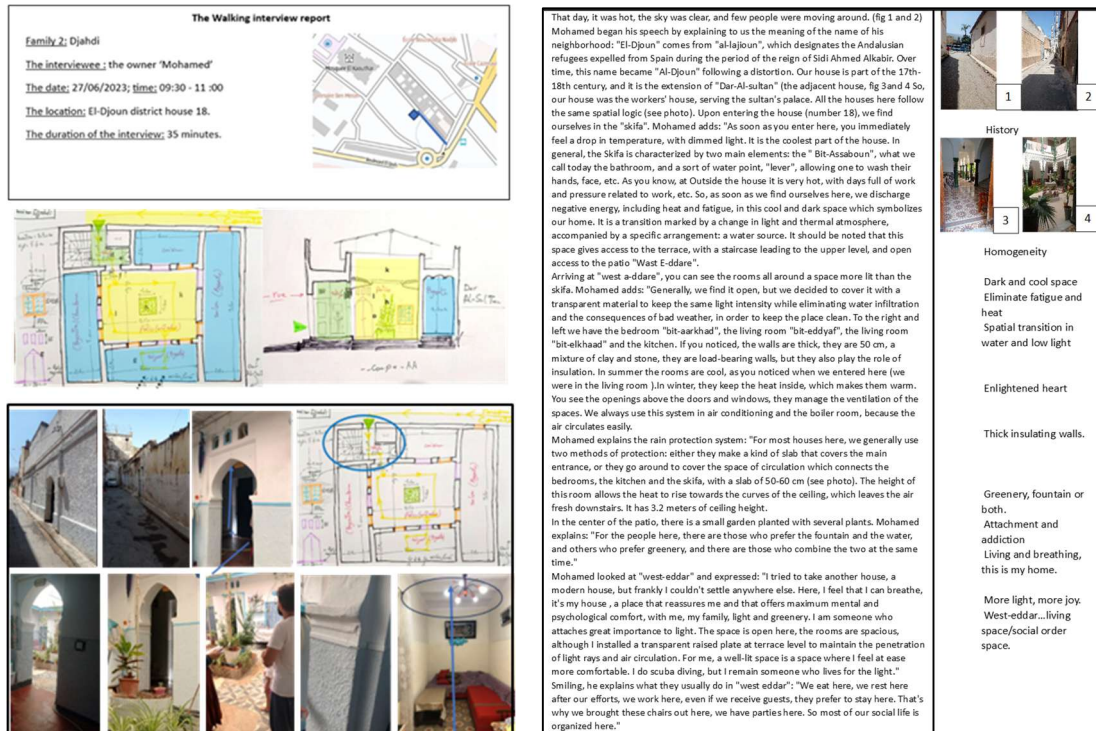 The Walking interview report
Family 2: Djahdi
The interviewee : the owner ‘Mohamed’
The date: 27/06/2023; time: 09:30 - 11 :00
The location: El-Djoun district house 18.
The duration of the interview: 35 minutes.
That day, it was hot, the sky was clear, and few people were moving around. (fig 1 and 2)
Mohamed began his speech by explaining to us the meaning of the name of his
neighborhood: "El-Djoun" comes from "al-lajioun", which designates the Andalusian
refugees expelled from Spain during the period of the reign of Sidi Ahmed Alkabir. Over
time, this name became "Al-Djoun" following a distortion. Our house is part of the 17th-
18th century, and it is the extension of "Dar-Al-sultan" (the adjacent house, fig 3and 4 So,
our house was the workers' house, serving the sultan's palace. All the houses here follow
the same spatial logic (see photo). Upon entering the house (number 18), we find
ourselves in the "skifa". Mohamed adds: "As soon as you enter here, you immediately
feel a drop in temperature, with dimmed light. It is the coolest part of the house. In
general, the Skifa is characterized by two main elements: the " Bit-Assaboun", what we
call today the bathroom, and a sort of water point, "lever", allowing one to wash their
hands, face, etc. As you know, at Outside the house it is very hot, with days full of work
and pressure related to work, etc. So, as soon as we find ourselves here, we discharge
negative energy, including heat and fatigue, in this cool and dark space which symbolizes
our home. It is a transition marked by a change in light and thermal atmosphere,
accompanied by a specific arrangement: a water source. It should be noted that this
space gives access to the terrace, with a staircase leading to the upper level, and open
access to the patio "Wast E-ddare".
Arriving at "west a-ddare", you can see the rooms all around a space more lit than the
skifa. Mohamed adds: "Generally, we find it open, but we decided to cover it with a
transparent material to keep the same light intensity while eliminating water infiltration
and the consequences of bad weather, in order to keep the place clean. To the right and
left we have the bedroom "bit-aarkhad", the living room "bit-eddyaf", the living room
"bit-elkhaad" and the kitchen. If you noticed, the walls are thick, they are 50 cm, a
mixture of clay and stone, they are load-bearing walls, but they also play the role of
insulation. In summer the rooms are cool, as you noticed when we entered here (we
were in the living room ).In winter, they keep the heat inside, which makes them warm.
You see the openings above the doors and windows, they manage the ventilation of the
spaces. We always use this system in air conditioning and the boiler room, because the
air circulates easily.
Mohamed explains the rain protection system: "For most houses here, we generally use
two methods of protection: either they make a kind of slab that covers the main
entrance, or they go around to cover the space of circulation which connects the
bedrooms, the kitchen and the skifa, with a slab of 50-60 cm (see photo). The height of
this room allows the heat to rise towards the curves of the ceiling, which leaves the air
fresh downstairs. It has 3.2 meters of ceiling height.
In the center of the patio, there is a small garden planted with several plants. Mohamed
explains: "For the people here, there are those who prefer the fountain and the water,
and others who prefer greenery, and there are those who combine the two at the same
time."
Mohamed looked at "west-eddar" and expressed: "I tried to take another house, a
modern house, but frankly I couldn't settle anywhere else. Here, I feel that I can breathe,
it's my house , a place that reassures me and that offers maximum mental and
psychological comfort, with me, my family, light and greenery. I am someone who
attaches great importance to light. The space is open here, the rooms are spacious,
although I installed a transparent raised plate at terrace level to maintain the penetration
of light rays and air circulation. For me, a well-lit space is a space where I feel at ease
more comfortable. I do scuba diving, but I remain someone who lives for the light."
Smiling, he explains what they usually do in "west eddar": "We eat here, we rest here
after our efforts, we work here, even if we receive guests, they prefer to stay here. That's
why we brought these chairs out here, we have parties here. So most of our social life is
organized here."
1
2
History
3
4
Homogeneity
Dark and cool space
Eliminate fatigue and
heat
Spatial transition in
water and low light
Enlightened heart
Thick insulating walls.
Greenery, fountain or
both.
Attachment and
addiction
Living and breathing,
this is my home.
More light, more joy.
West-eddar...living
space/social order
space.